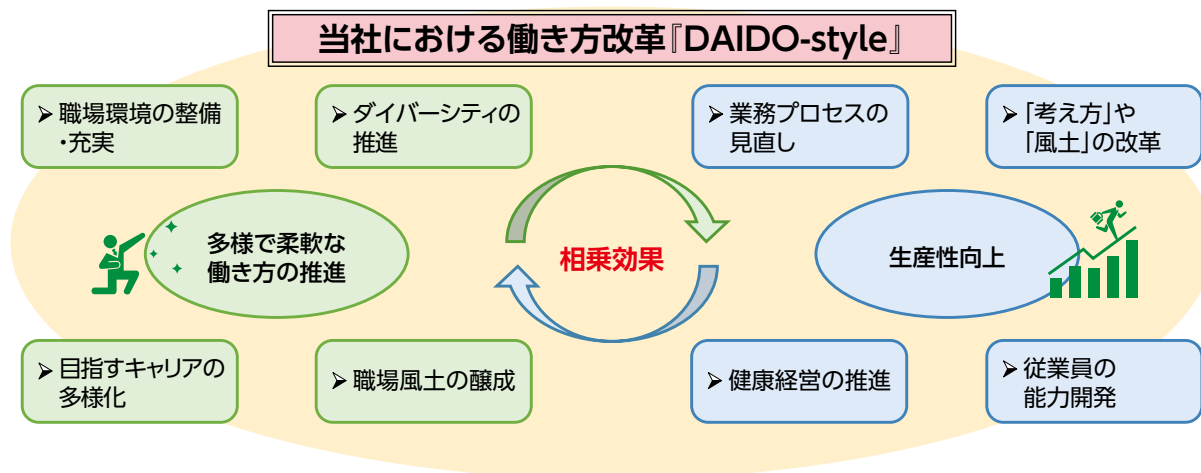 当社における働き方改革『DAIDO-style』
➢ 職場環境の整備
・充実
➢ ダイバーシティの
推進
➢ 業務プロセスの
見直し
➢ 「考え方」や
「風土」の改革
多様で柔軟な
働き方の推進
相乗効果
生産性向上
➢ 目指すキャリアの
多様化
➢ 職場風土の醸成
➢ 健康経営の推進
➢ 従業員の
能力開発